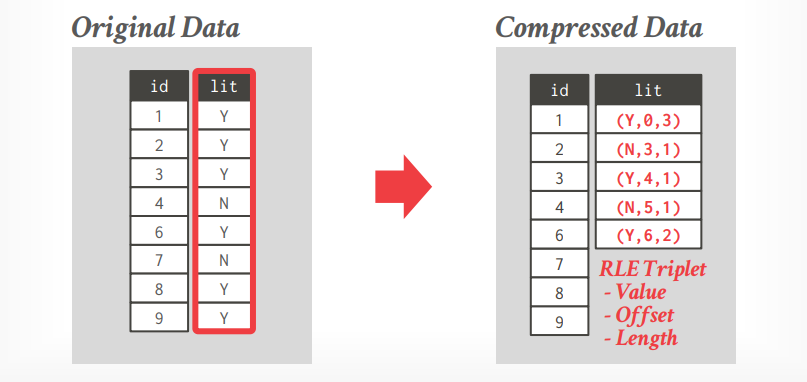 Original Data
id lit
1 Y
2 Y
3 Y
4 N
6 Y
7 N
8 Y
9 Y
Compressed Data
id lit
1 (Y,0,3)
2 (N,3,1)
3 (Y,4,1)
4 (N,5,1)
6 (Y,6,2)
7
8
9
RLE Triplet
- Value
- Offset
- Length